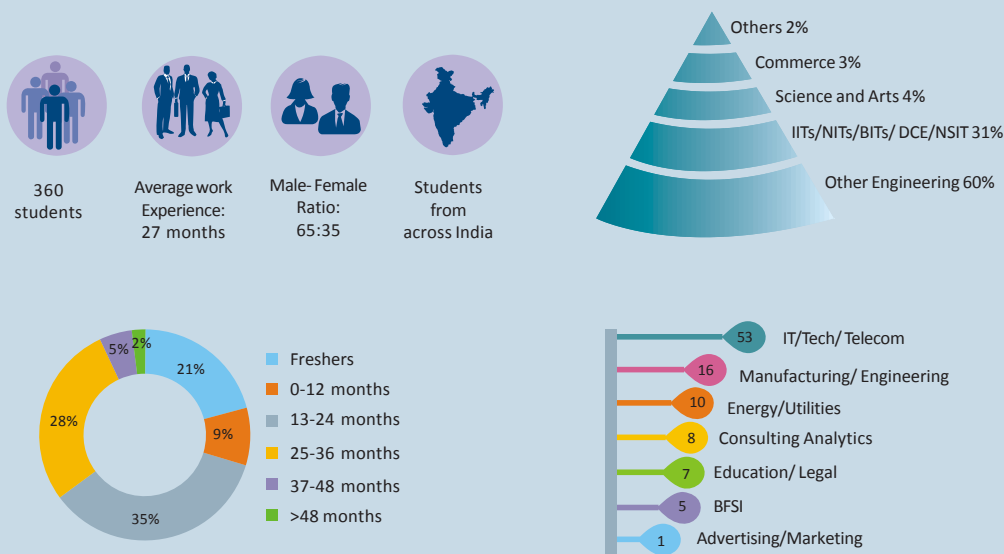 360
students
Average work
Experience:
27 months
Male- Female
Ratio:
65:35
Students
from
across India
Others 2%
Commerce 3%
Science and Arts 4%
IITs/NITs/BITs/ DCE/NSIT 31%
Other Engineering 60%
2%
5%
21%
28%
9%
35%
Freshers
0-12 months
13-24 months
25-36 months
37-48 months
>48 months
53 IT/Tech/ Telecom
16 Manufacturing/ Engineering
10 Energy/Utilities
8 Consulting Analytics
7 Education/ Legal
5 BFSI
1 Advertising/Marketing